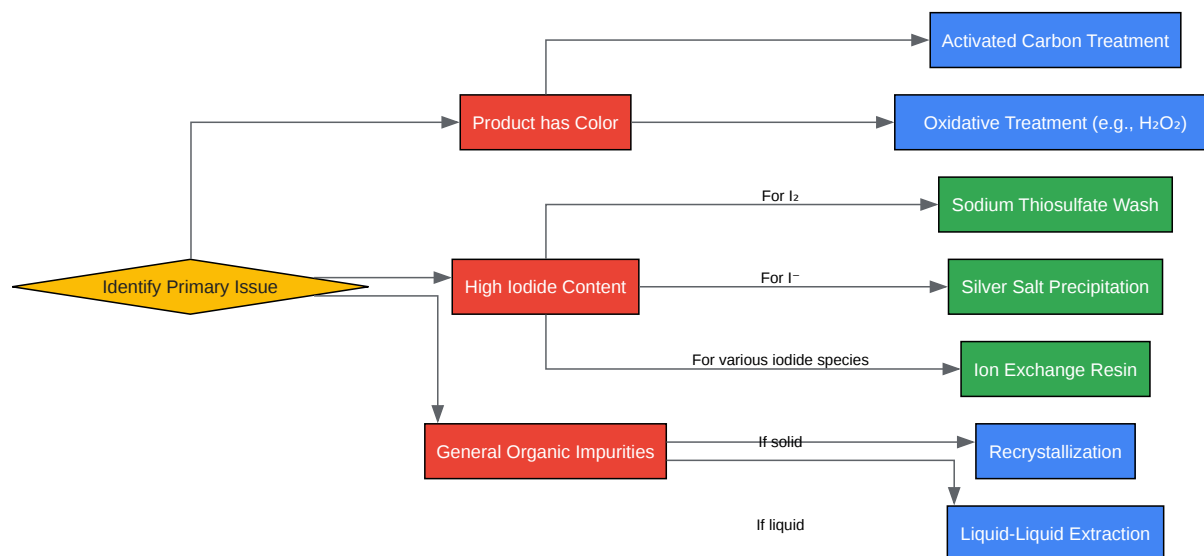 Activated Carbon Treatment
Product has Color
Oxidative Treatment (e.g., H₂O₂)
For I₂
Sodium Thiosulfate Wash
Identify Primary Issue
High Iodide Content
For I⁻
Silver Salt Precipitation
For various iodide species
Ion Exchange Resin
General Organic Impurities
If solid
Recrystallization
If liquid
Liquid-Liquid Extraction